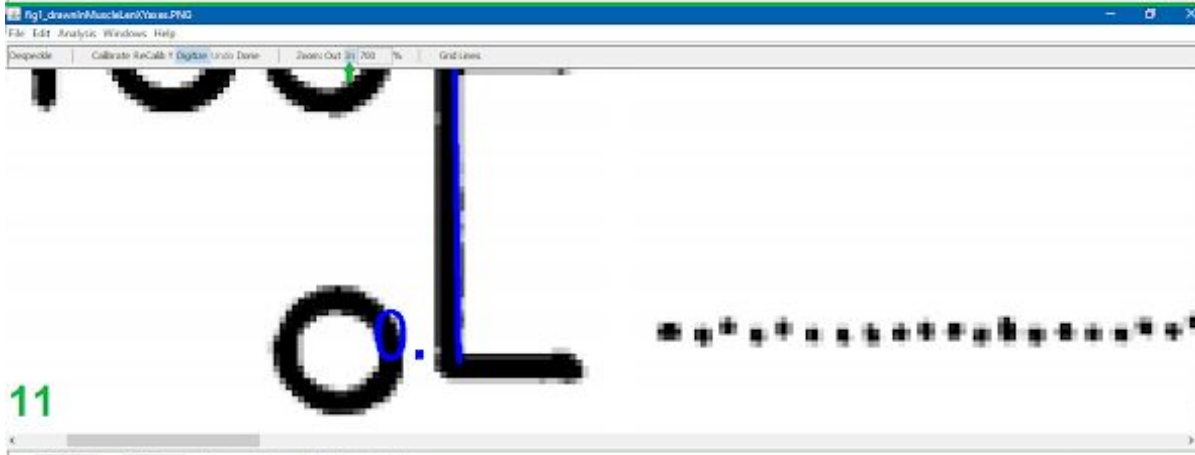 fig1_drawnInMuscleLenXYaxes.PNG
File Edit Analysis Windows Help
Despeckle Calibrate ReCalib Y Digitize Undo Done Zoom: Out In 700 % Grid Lines
0
0.
11